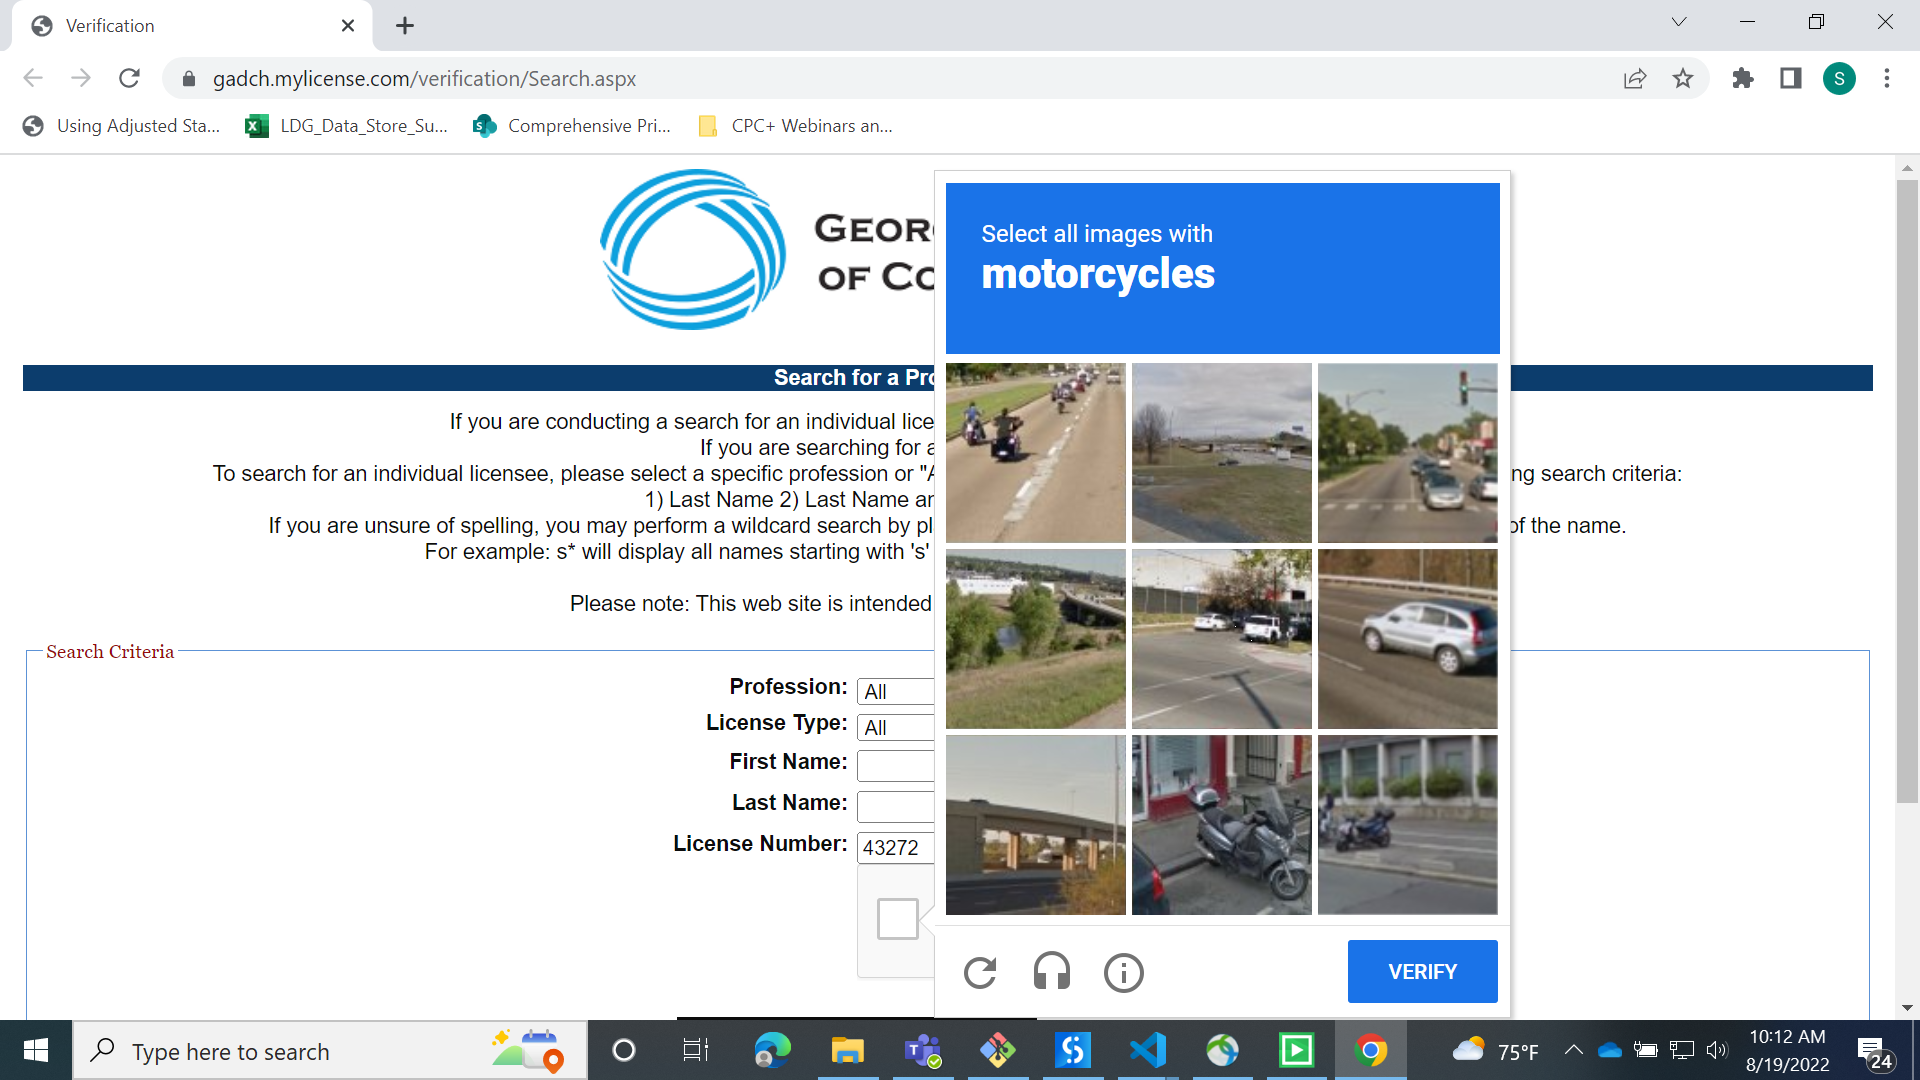 Verification
gadch.mylicense.com/verification/Search.aspx
S
Using Adjusted Sta...
LDG_Data_Store_Su...
Comprehensive Pri...
CPC+ Webinars an...
GEOR
OF CO
Select all images with
motorcycles
Search for a Pro
If you are conducting a search for an individual lice
If you are searching for a
To search for an individual licensee, please select a specific profession or "A
ng search criteria:
1) Last Name 2) Last Name an
If you are unsure of spelling, you may perform a wildcard search by pl
of the name.
For example: s* will display all names starting with 's'
Please note: This web site is intended
Search Criteria
Profession: All
License Type: All
First Name:
Last Name:
License Number: 43272
VERIFY
Type here to search
75°F
10:12 AM
8/19/2022
24